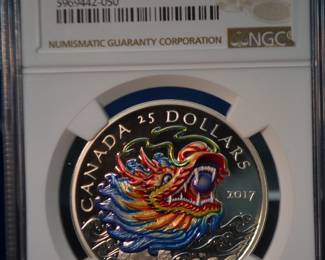 5969442-050
NUMISMATIC GUARANTY CORPORATION
NGC
CANADA 25 DOLLARS
2017